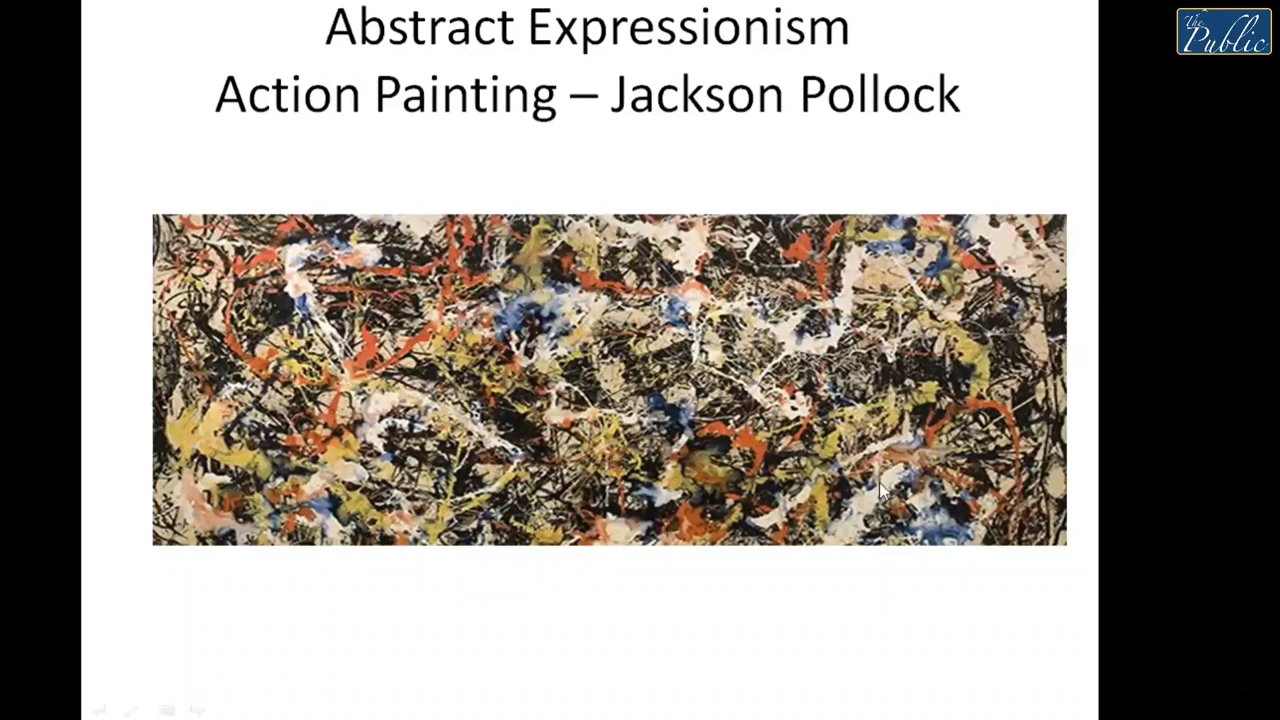 Abstract Expressionism
Action Painting – Jackson Pollock
The
Public